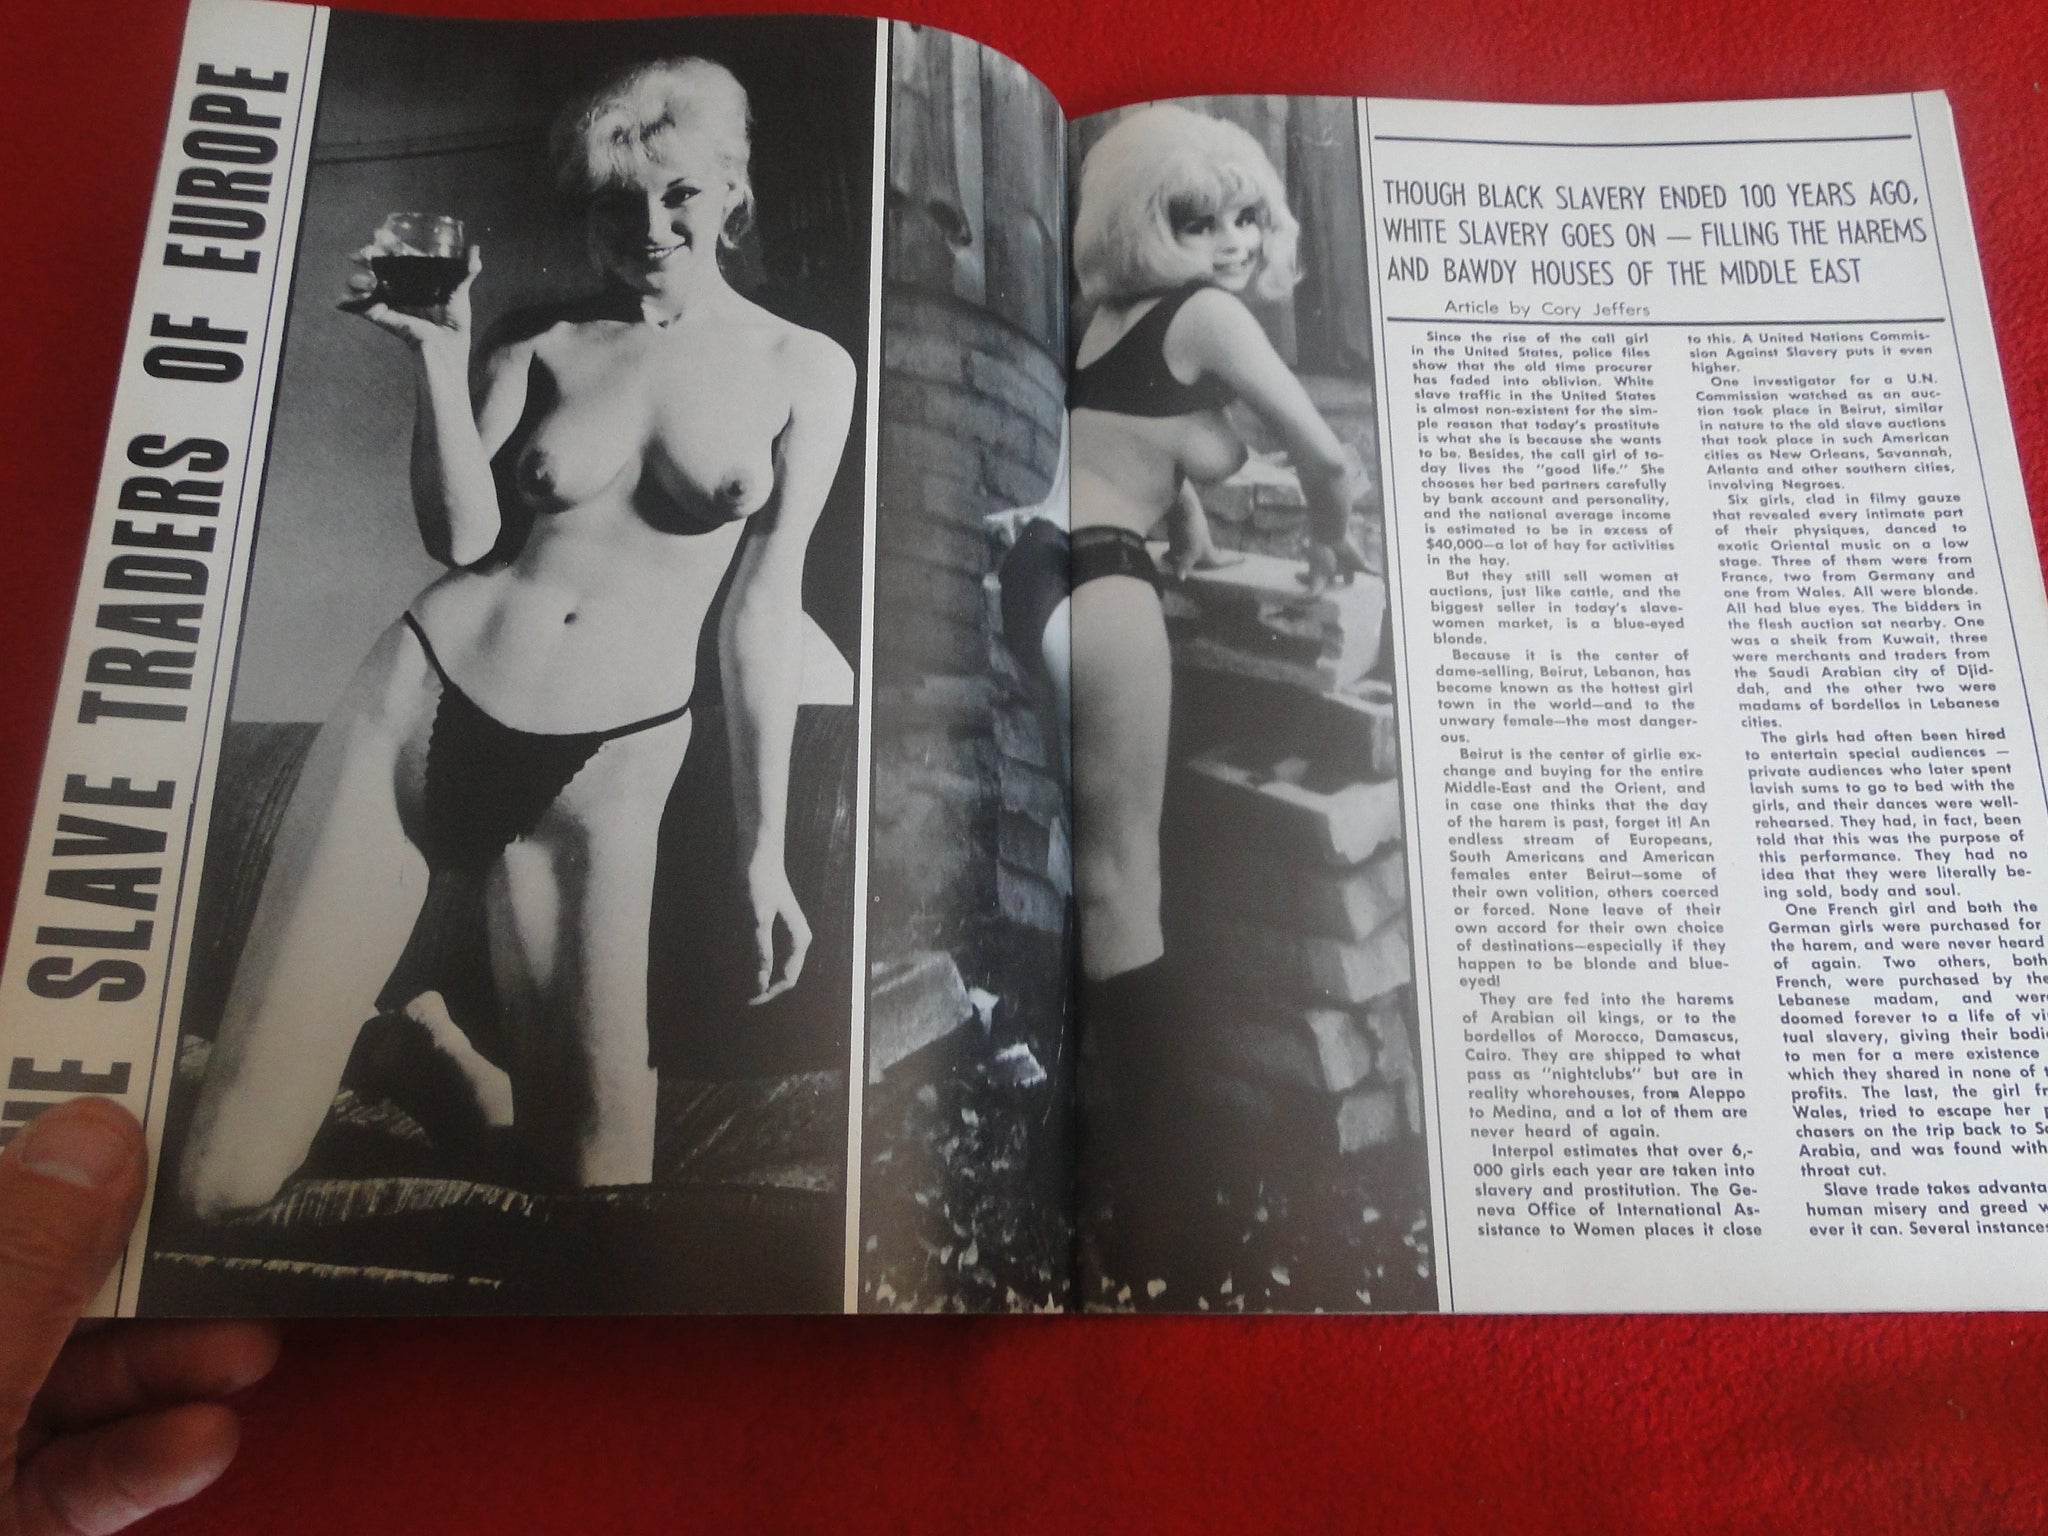 SLAVE TRADERS OF EUROPE
THOUGH BLACK SLAVERY ENDED 100 YEARS AGO,
WHITE SLAVERY GOES ON — FILLING THE HAREMS
AND BAWDY HOUSES OF THE MIDDLE EAST
Article by Cory Jeffers
Since the rise of the call girl
in the United States, police files
show that the old time procurer
has faded into oblivion. White
slave traffic in the United States
is almost non-existent for the sim-
ple reason that today's prostitute
is what she is because she wants
to be. Besides, the call girl of to-
day lives the "good life." She
chooses her bed partners carefully
by bank account and personality,
and the national average income
is estimated to be in excess of
$40,000—a lot of hay for activities
in the hay.
But they still sell women at
auctions, just like cattle, and the
biggest seller in today's slave-
women market, is a blue-eyed
blonde.
Because it is the center of
dame-selling, Beirut, Lebanon, has
become known as the hottest girl
town in the world—and to the
unwary female—the most danger-
ous.
Beirut is the center of girlie ex-
change and buying for the entire
Middle-East and the Orient, and
in case one thinks that the day
of the harem is past, forget it! An
endless stream of Europeans,
South Americans and American
females enter Beirut—some of
their own volition, others coerced
or forced. None leave of their
own accord for their own choice
of destinations—especially if they
happen to be blonde and blue-
eyed!
They are fed into the harems
of Arabian oil kings, or to the
bordellos of Morocco, Damascus,
Cairo. They are shipped to what
pass as "nightclubs" but are in
reality whorehouses, from Aleppo
to Medina, and a lot of them are
never heard of again.
Interpol estimates that over 6,-
000 girls each year are taken into
slavery and prostitution. The Ge-
neva Office of International As-
sistance to Women places it close
to this. A United Nations Commis-
sion Against Slavery puts it even
higher.
One investigator for a U.N.
Commission watched as an auc-
tion took place in Beirut, similar
in nature to the old slave auctions
that took place in such American
cities as New Orleans, Savannah,
Atlanta and other southern cities,
involving Negroes.
Six girls, clad in filmy gauze
that revealed every intimate part
of their physiques, danced to
exotic Oriental music on a low
stage. Three of them were from
France, two from Germany and
one from Wales. All were blonde.
All had blue eyes. The bidders in
the flesh auction sat nearby. One
was a sheik from Kuwait, three
were merchants and traders from
the Saudi Arabian city of Djid-
dah, and the other two were
madams of bordellos in Lebanese
cities.
The girls had often been hired
to entertain special audiences —
private audiences who later spent
lavish sums to go to bed with the
girls, and their dances were well-
rehearsed. They had, in fact, been
told that this was the purpose of
this performance. They had no
idea that they were literally be-
ing sold, body and soul.
One French girl and both the
German girls were purchased for
the harem, and were never heard
of again. Two others, both
French, were purchased by the
Lebanese madam, and
doomed forever to a life of
tual slavery, giving their
to men for a mere existence
which they shared in none of
profits. The last, the girl
Wales, tried to escape her
chasers on the trip back to
Arabia, and was found
throat cut.
Slave trade takes
human misery and greed
ever it can. Several